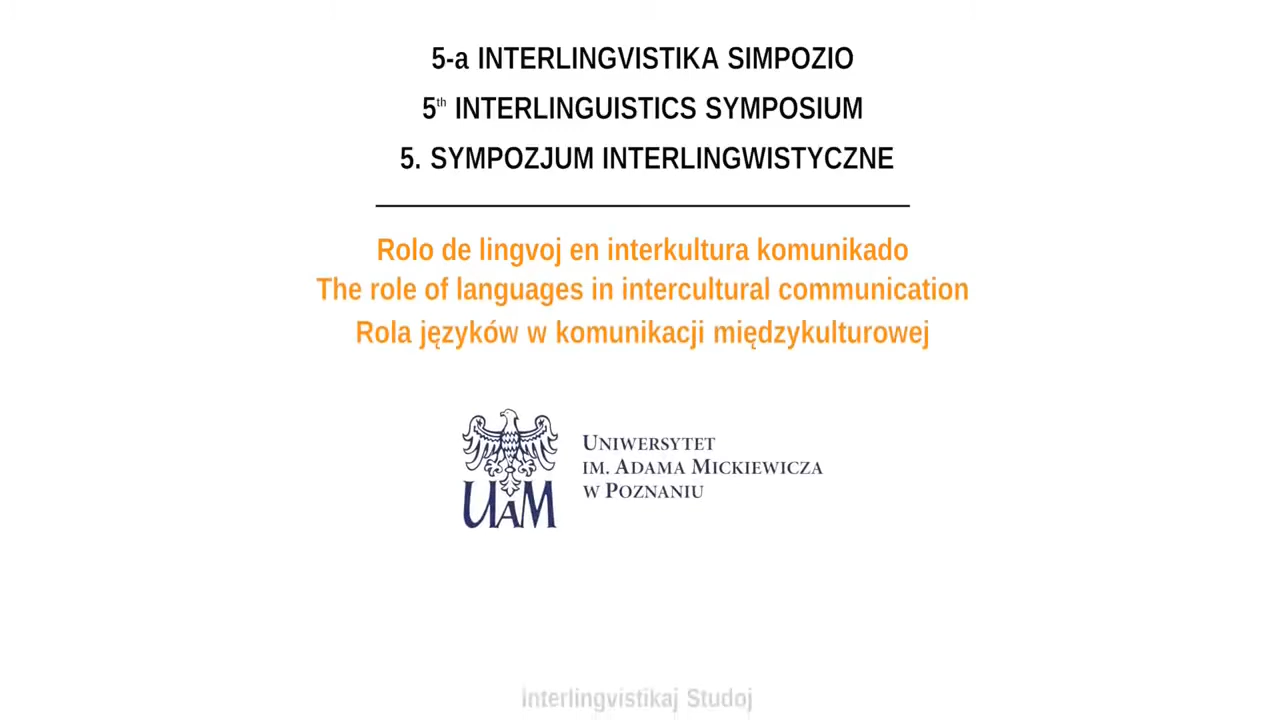 5-a INTERLINGVISTIKA SIMPOZIO
5th INTERLINGUISTICS SYMPOSIUM
5. SYMPOZJUM INTERLINGWISTYCZNE
Rolo de lingvoj en interkultura komunikado
The role of languages in intercultural communication
Rola języków w komunikacji międzykulturowej
UAM
UNIWERSYTET
IM. ADAMA MICKIEWICZA
W POZNANIU
Interlingvistikaj Studoj